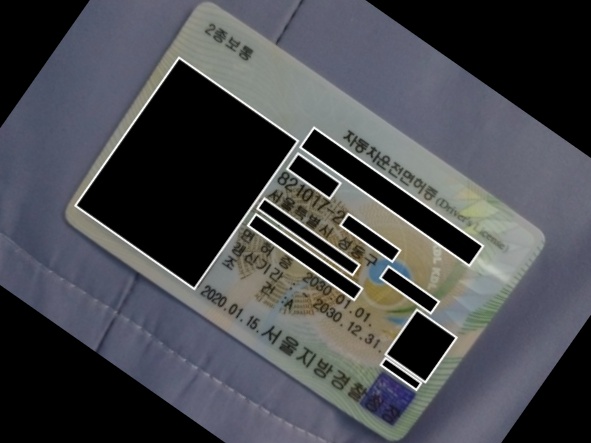 2종보통
자동차운전면허증 (Driver's License)
821017-2
서울특별시 성동구
면허증
갱신기간
2030.01.01.
2030.12.31.
조건 :A
2020.01.15. 서울지방경찰